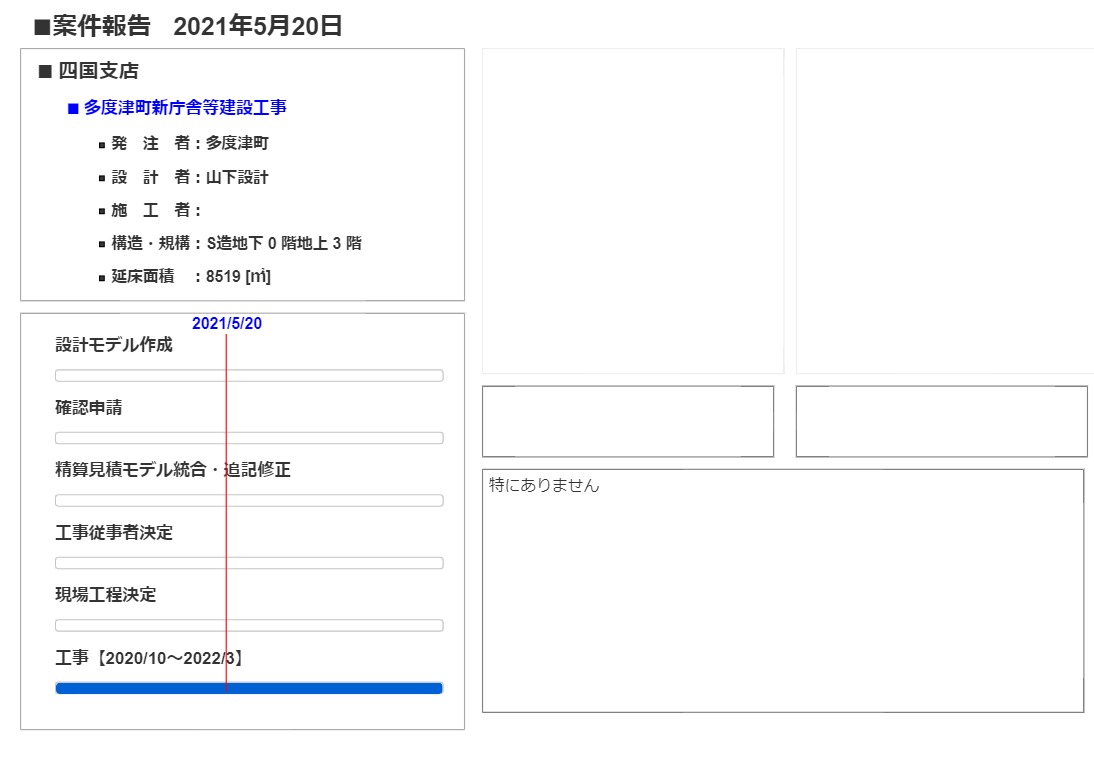 ■案件報告　2021年5月20日
■ 四国支店
■ 多度津町新庁舎等建設工事
▪ 発　注　者：多度津町
▪ 設　計　者：山下設計
▪ 施　工　者：
▪ 構造・規構：S造地下 0 階地上 3 階
▪ 延床面積　：8519 [㎡]
2021/5/20
設計モデル作成
確認申請
精算見積モデル統合・追記修正
工事従事者決定
現場工程決定
工事【2020/10～2022/3】
特にありません